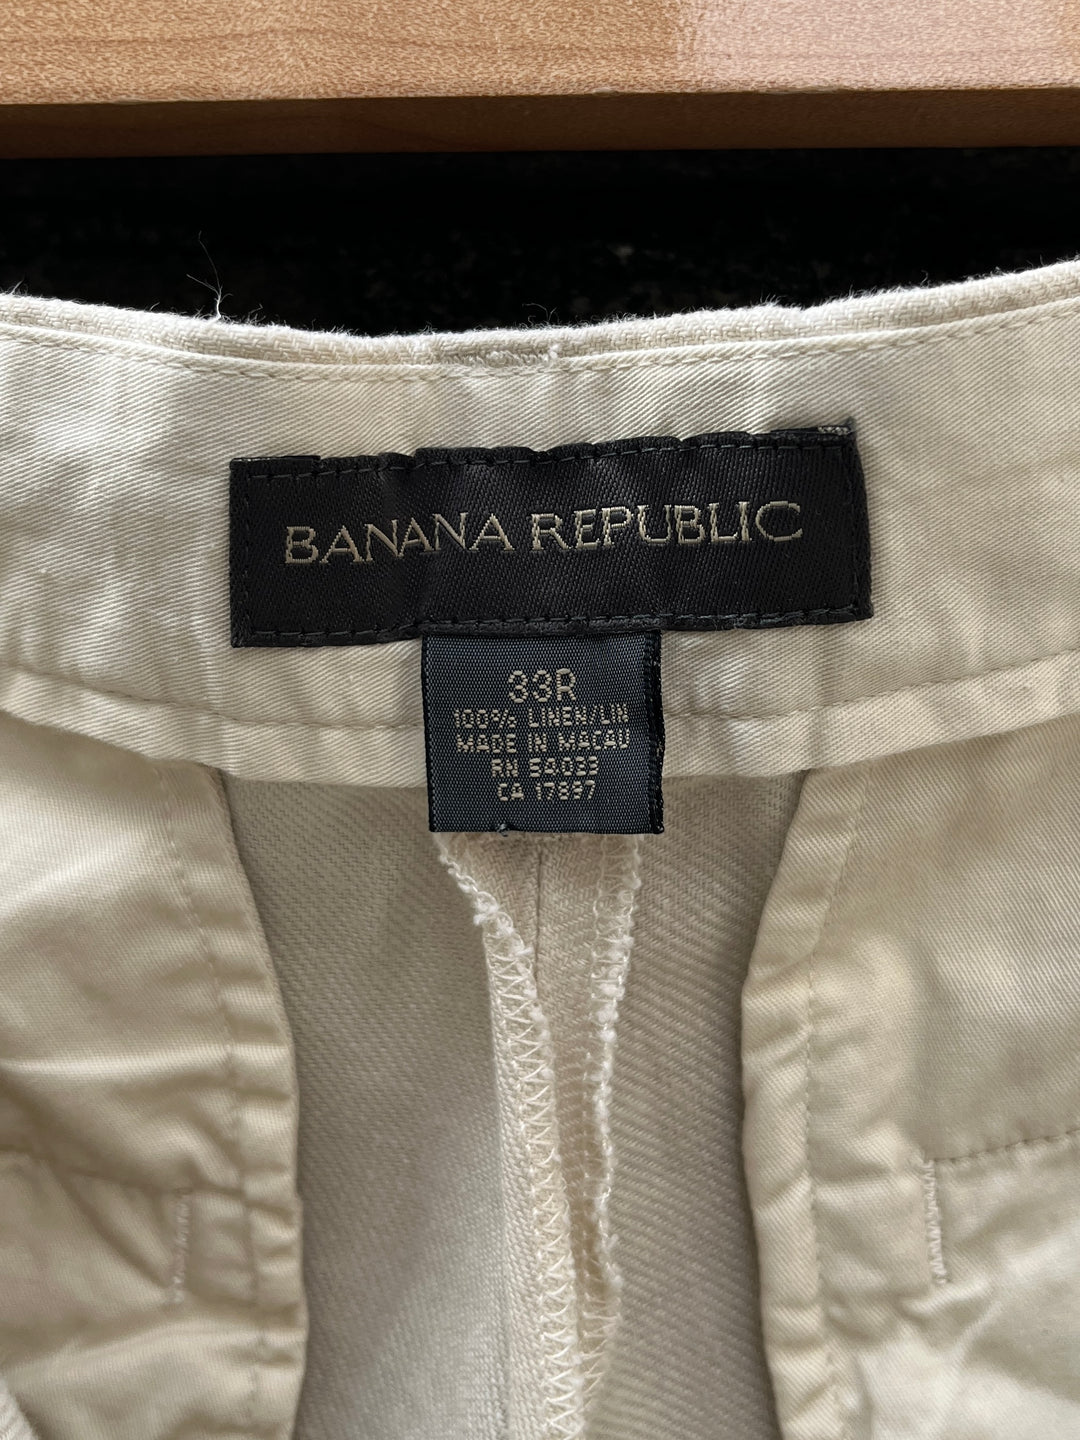 BANANA REPUBLIC
33R
100% LINEN/LIN
MADE IN MACAU
RN 54023
CA 17897